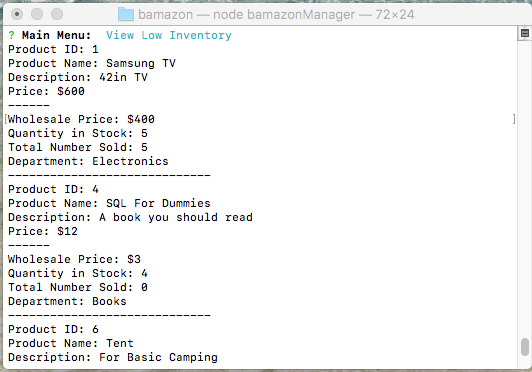 bamazon — node bamazonManager — 72×24
? Main Menu: View Low Inventory
Product ID: 1
Product Name: Samsung TV
Description: 42in TV
Price: $600
------
Wholesale Price: $400
Quantity in Stock: 5
Total Number Sold: 5
Department: Electronics
-----------------------------
Product ID: 4
Product Name: SQL For Dummies
Description: A book you should read
Price: $12
------
Wholesale Price: $3
Quantity in Stock: 4
Total Number Sold: 0
Department: Books
-----------------------------
Product ID: 6
Product Name: Tent
Description: For Basic Camping